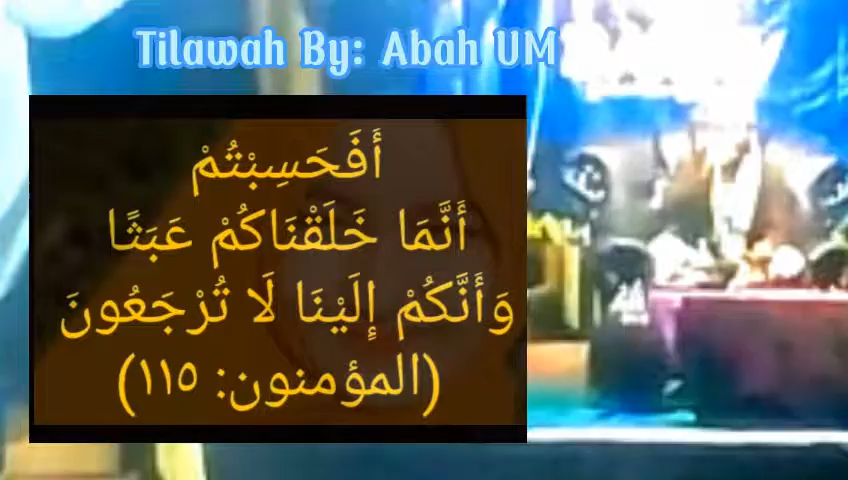 Tilawah By: Abah UM
أَفَحَسِبْتُمْ
أَنَّمَا خَلَقْنَاكُمْ عَبَثًا
وَأَنَّكُمْ إِلَيْنَا لَا تُرْجَعُونَ
(المؤمنون: ١١٥)